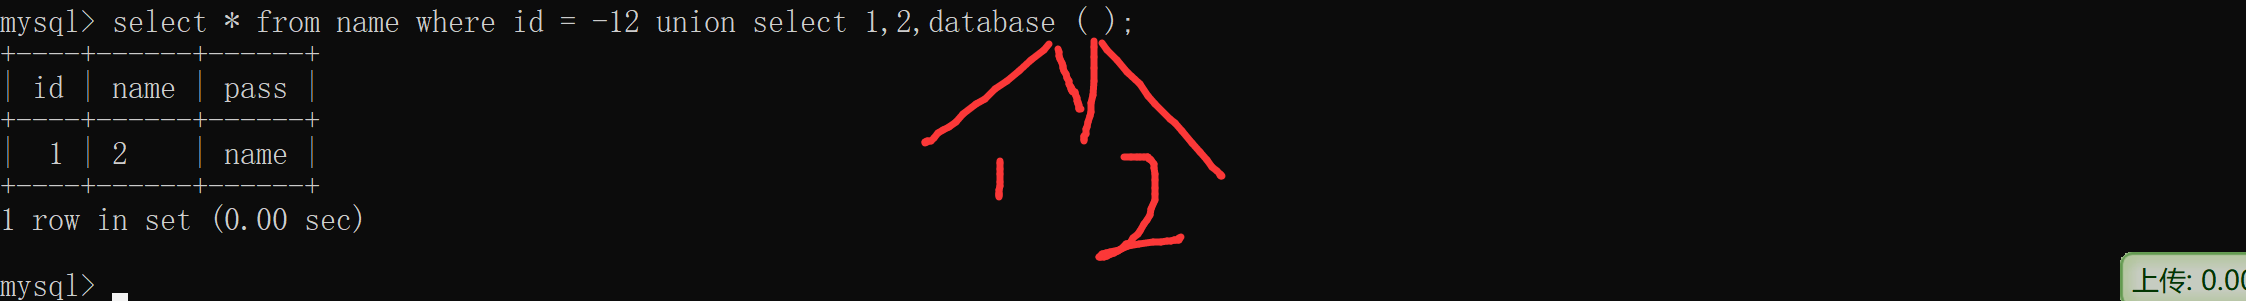 mysql> select * from name where id = -12 union select 1,2,database ( );
+----+------+------+
| id | name | pass |
+----+------+------+
|  1 | 2    | name |
+----+------+------+
1 row in set (0.00 sec)
1 2
mysql>
上传: 0.00